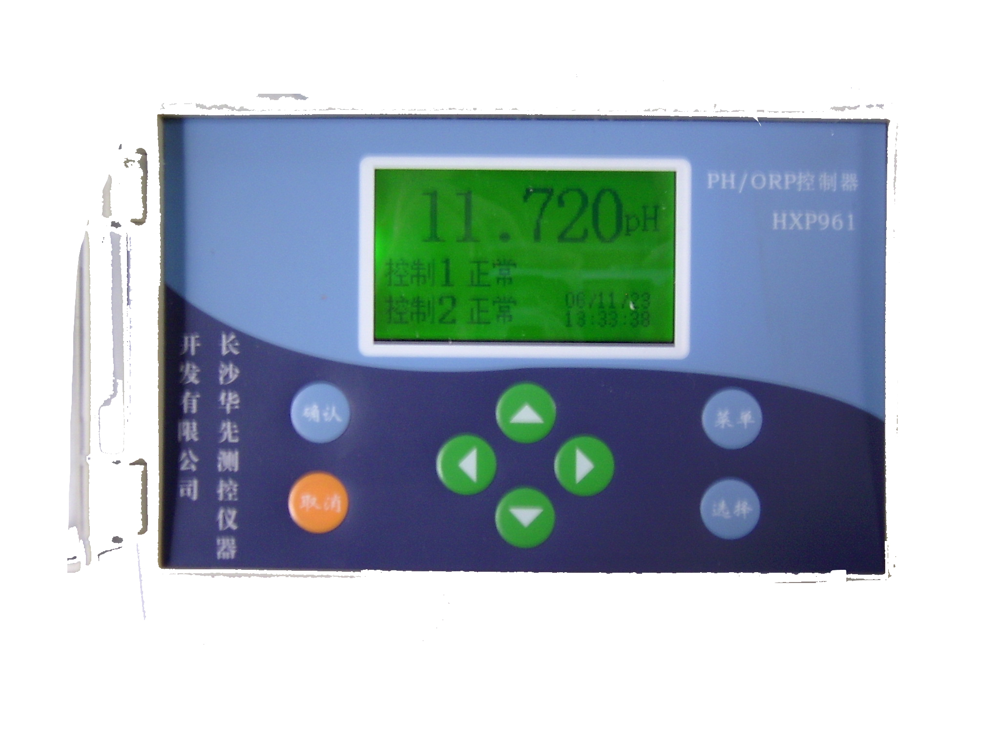 PH/ORP控制器
HXP961
11.720pH
控制1 正常
控制2 正常
06/11/23
13:33:38
长沙华先测控仪器
开发有限公司
确认
菜单
取消
选择